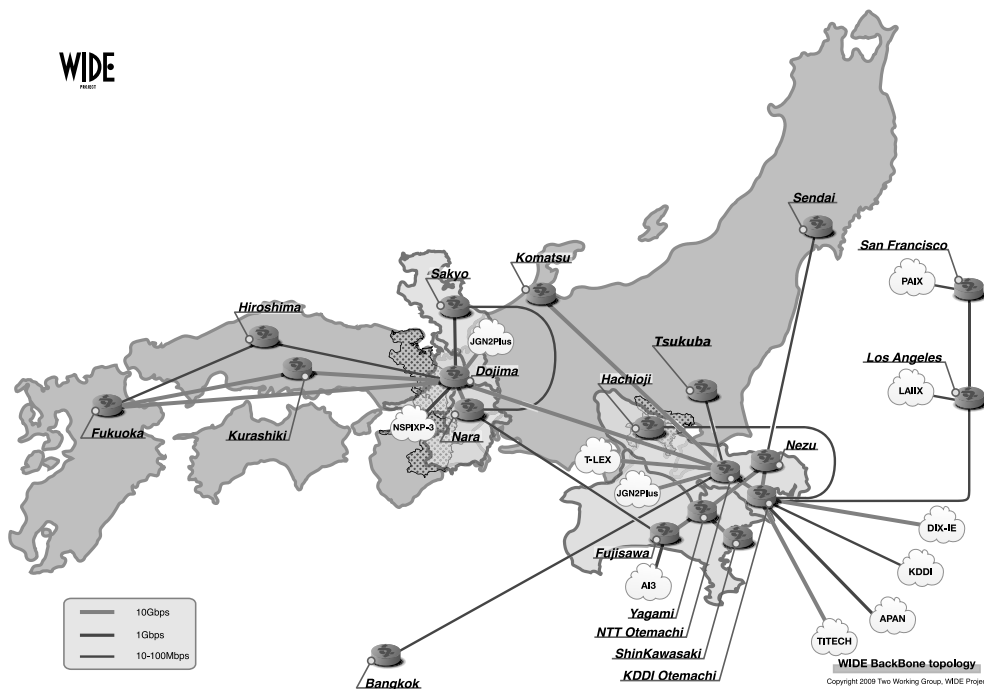 WIDE
PROJECT
Sendai
San Francisco
PAIX
Komatsu
Sakyo
Hiroshima
JGN2Plus
Tsukuba
Los Angeles
LAIIX
Dojima
Hachioji
Fukuoka
Kurashiki
NSPIXP-3
Nara
Nezu
T-LEX
JGN2Plus
DIX-IE
Fujisawa
KDDI
AI3
Yagami
APAN
NTT Otemachi
TITECH
ShinKawasaki
KDDI Otemachi
Bangkok
10Gbps
1Gbps
10-100Mbps
WIDE BackBone topology
Copyright 2009 Two Working Group, WIDE Proje